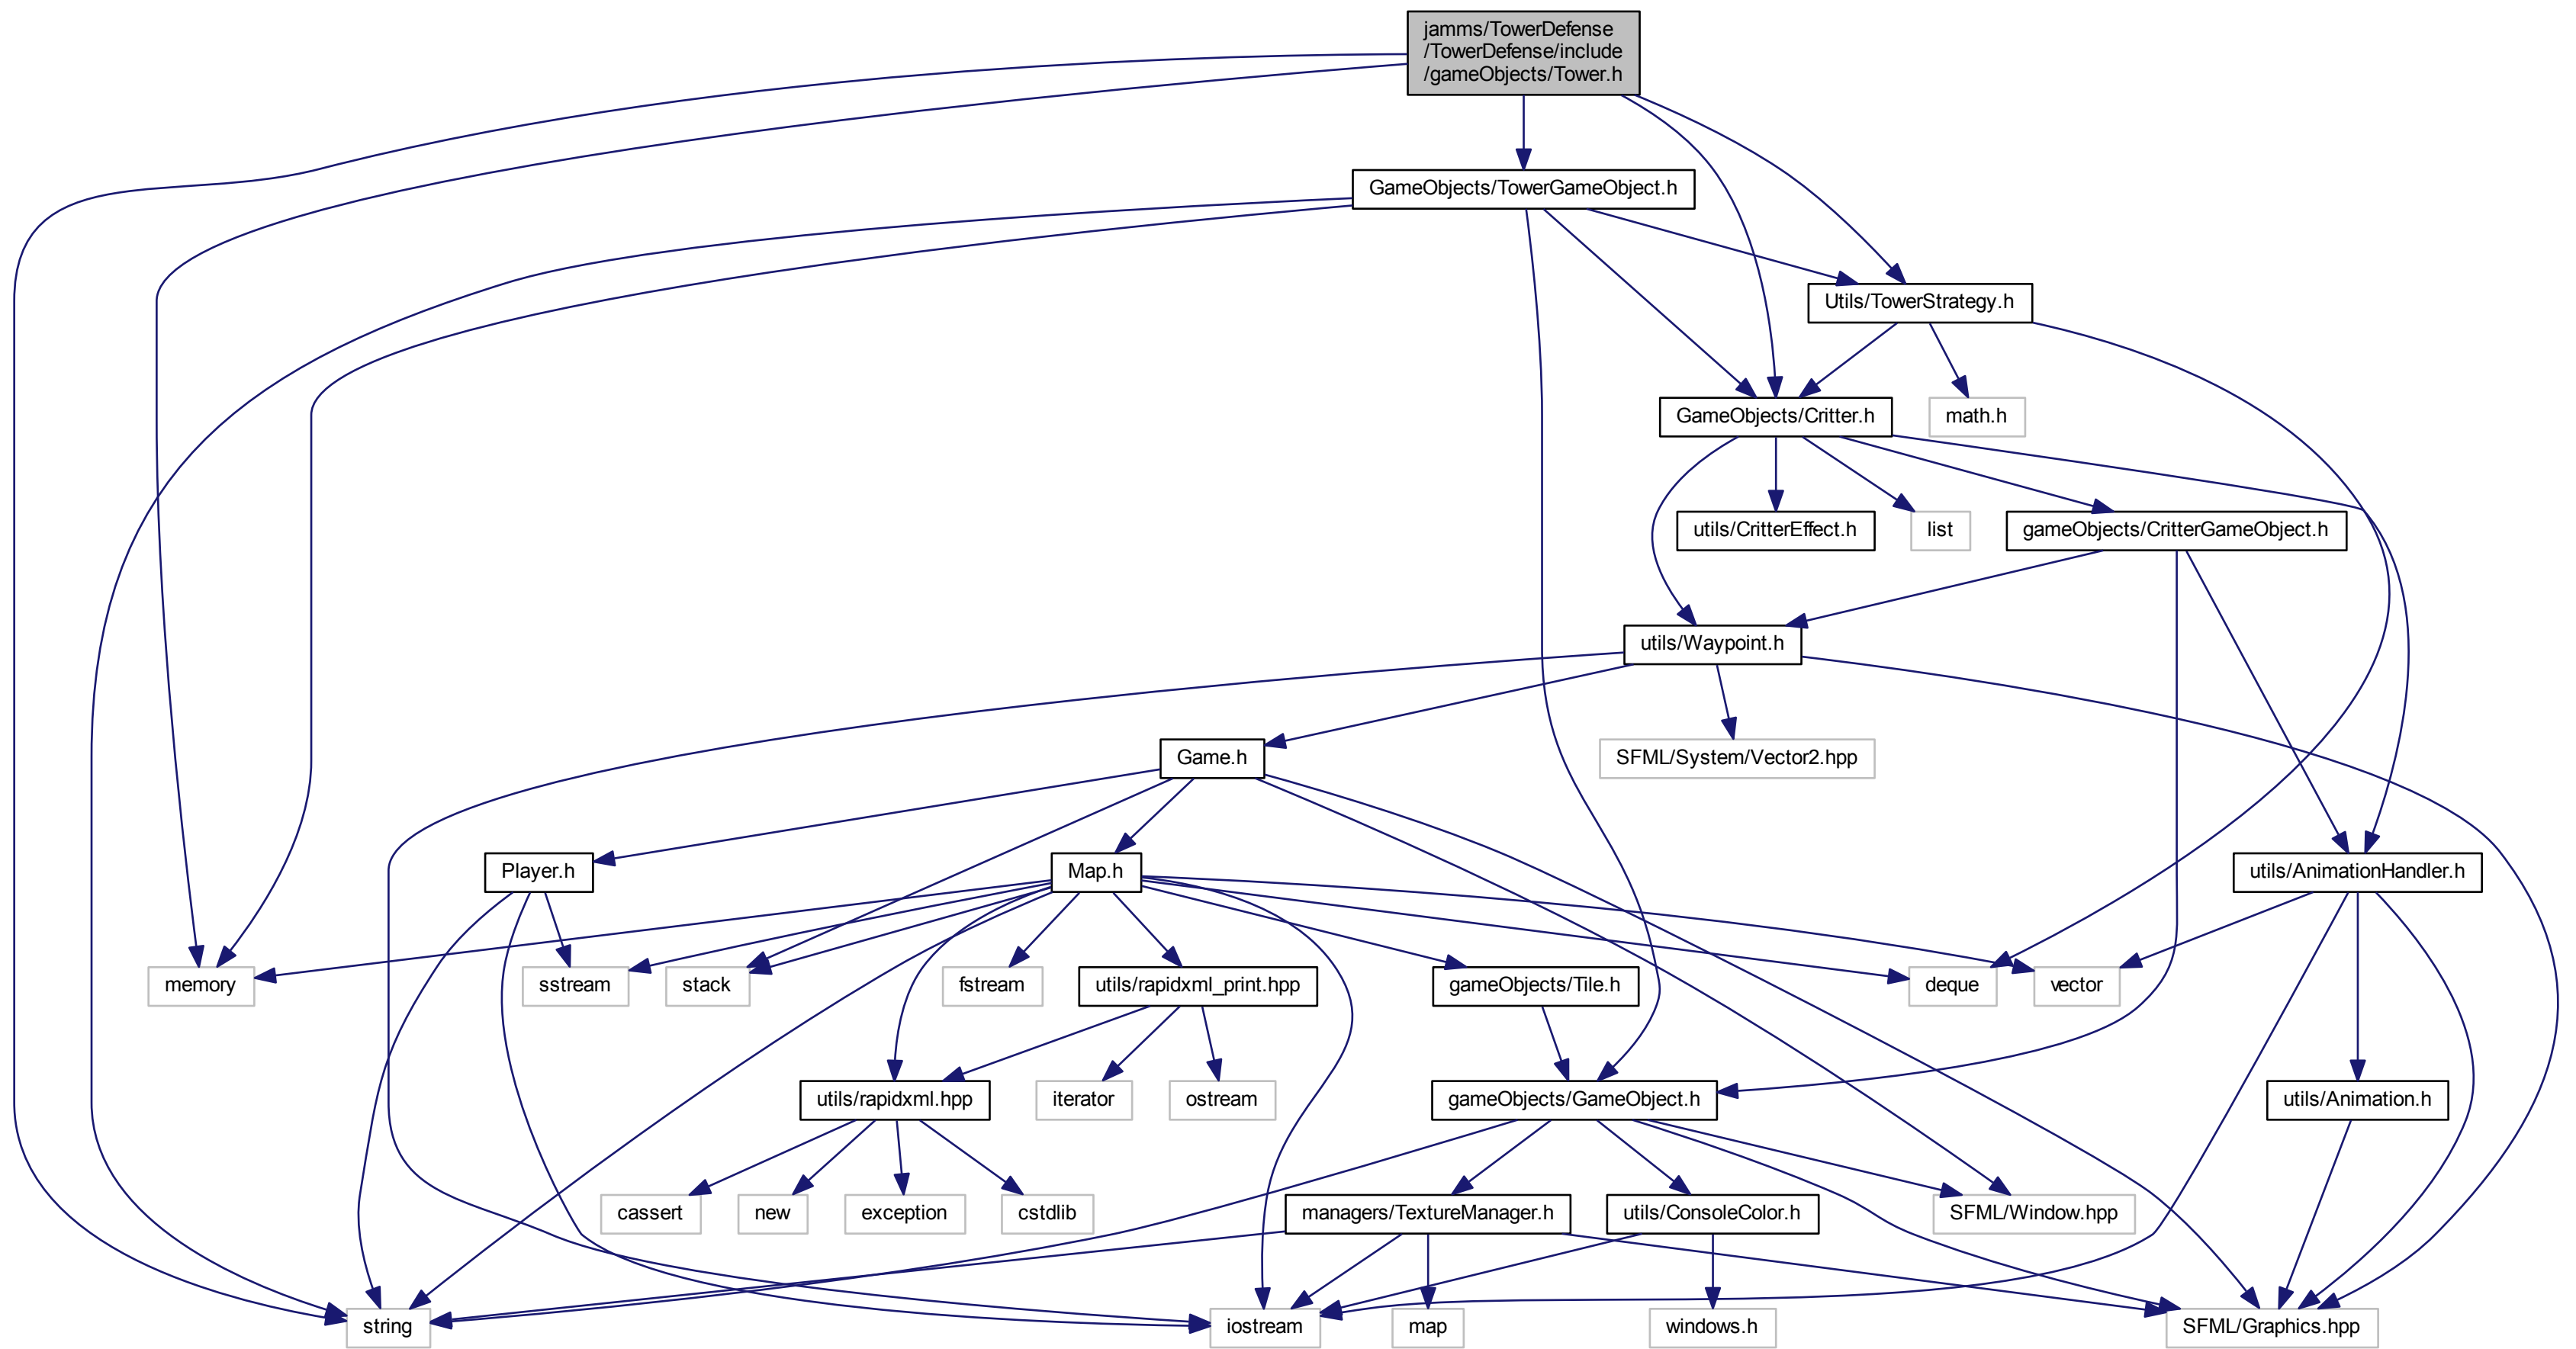 jamms/TowerDefense
/TowerDefense/include
/gameObjects/Tower.h
GameObjects/TowerGameObject.h
Utils/TowerStrategy.h
GameObjects/Critter.h
math.h
utils/CritterEffect.h
list
gameObjects/CritterGameObject.h
utils/Waypoint.h
Game.h
SFML/System/Vector2.hpp
Player.h
Map.h
utils/AnimationHandler.h
memory
sstream
stack
fstream
utils/rapidxml_print.hpp
gameObjects/Tile.h
deque
vector
utils/rapidxml.hpp
iterator
ostream
gameObjects/GameObject.h
utils/Animation.h
cassert
new
exception
cstdlib
managers/TextureManager.h
utils/ConsoleColor.h
SFML/Window.hpp
string
iostream
map
windows.h
SFML/Graphics.hpp